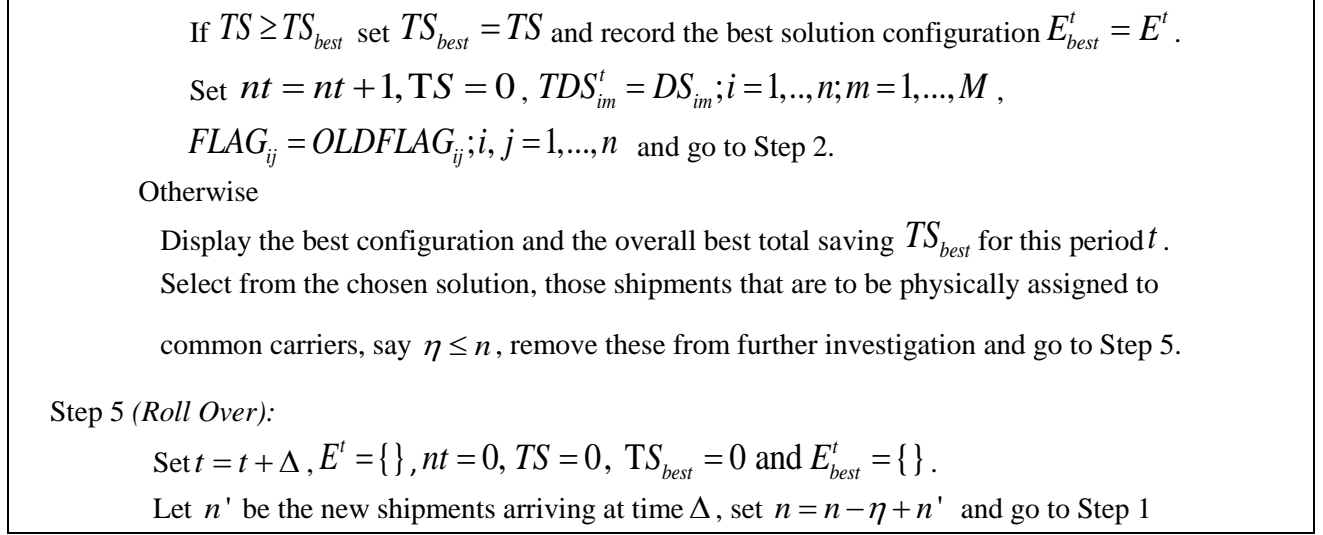 If TS ≥ TS_best set TS_best = TS and record the best solution configuration E^t_best = E^t .
Set nt = nt + 1, TS = 0 , TDS^t_im = DS_im; i = 1,..,n; m = 1,...,M ,
FLAG_ij = OLDFLAG_ij; i, j = 1,...,n and go to Step 2.
Otherwise
Display the best configuration and the overall best total saving TS_best for this period t .
Select from the chosen solution, those shipments that are to be physically assigned to
common carriers, say η ≤ n , remove these from further investigation and go to Step 5.
Step 5 (Roll Over):
Set t = t + Δ , E^t = { } , nt = 0, TS = 0, TS_best = 0 and E^t_best = { } .
Let n ' be the new shipments arriving at time Δ , set n = n − η + n ' and go to Step 1